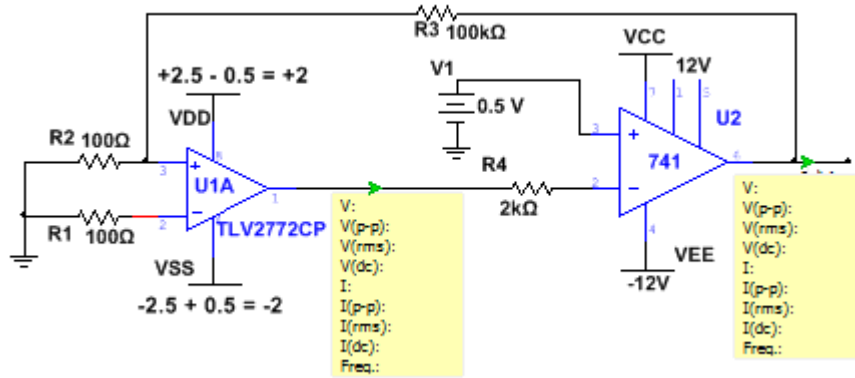 R3 100kΩ
+2.5 - 0.5 = +2
VDD
VCC
12V
V1
0.5 V
R2 100Ω
3
+
8
U1A
1
−
2
R1 100Ω
TLV2772CP
VSS
-2.5 + 0.5 = -2
R4
2kΩ
7
1
5
U2
3
+
741
6
2
−
4
VEE
-12V
V:
V(p-p):
V(rms):
V(dc):
I:
I(p-p):
I(rms):
I(dc):
Freq.:
V:
V(p-p):
V(rms):
V(dc):
I:
I(p-p):
I(rms):
I(dc):
Freq.: